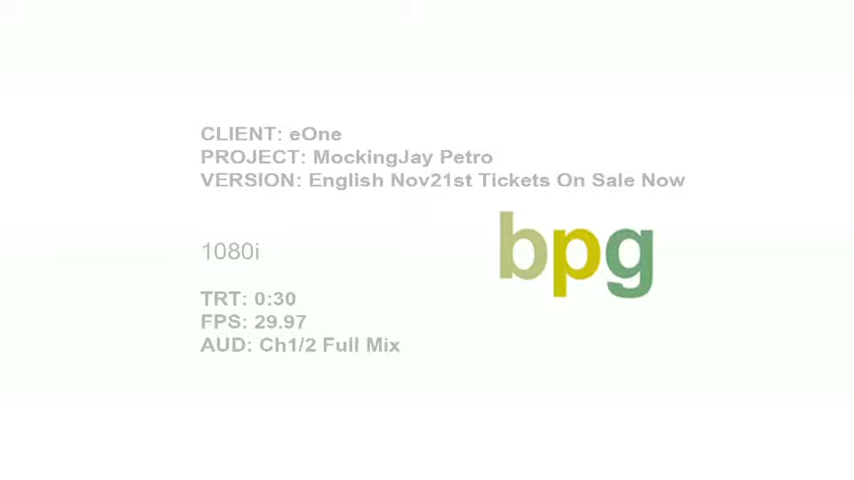 CLIENT: eOne
PROJECT: MockingJay Petro
VERSION: English Nov21st Tickets On Sale Now
bpg
1080i
TRT: 0:30
FPS: 29.97
AUD: Ch1/2 Full Mix